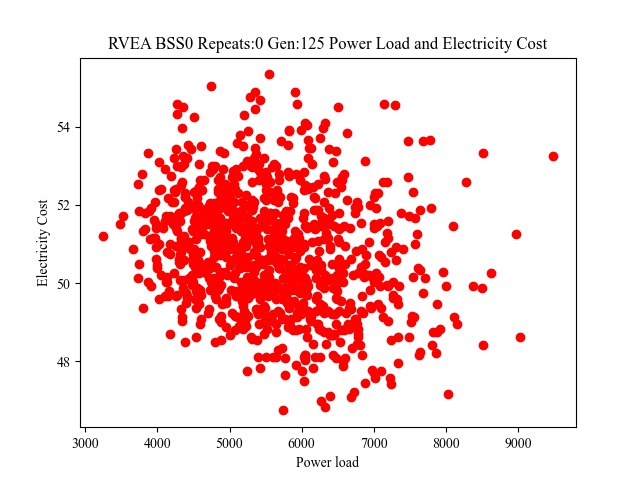 RVEA BSS0 Repeats:0 Gen:125 Power Load and Electricity Cost
54
52
50
48
Electricity Cost
3000 4000 5000 6000 7000 8000 9000
Power load